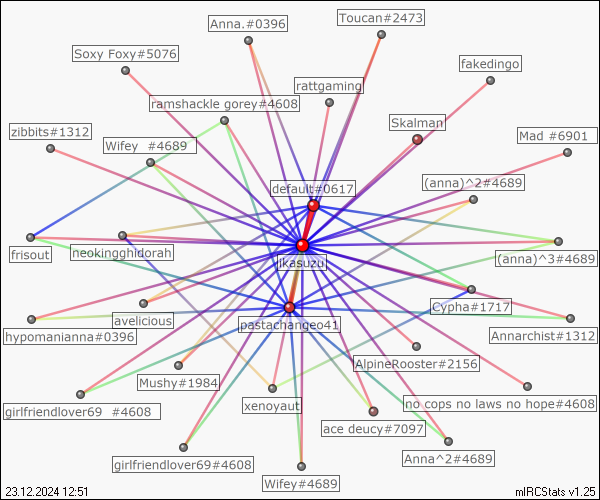 Anna.#0396
Toucan#2473
Soxy Foxy#5076
fakedingo
rattgaming
ramshackle gorey#4608
Skalman
zibbits#1312
Mad #6901
Wifey #4689
default#0617
(anna)^2#4689
frisout
neokingghidorah
ikasuzu
(anna)^3#4689
Cypha#1717
avelicious
pastachangeo41
hypomanianna#0396
Annarchist#1312
AlpineRooster#2156
Mushy#1984
girlfriendlover69 #4608
xenoyaut
no cops no laws no hope#4608
ace deucy#7097
girlfriendlover69#4608
Anna^2#4689
Wifey#4689
23.12.2024 12:51
mIRCStats v1.25